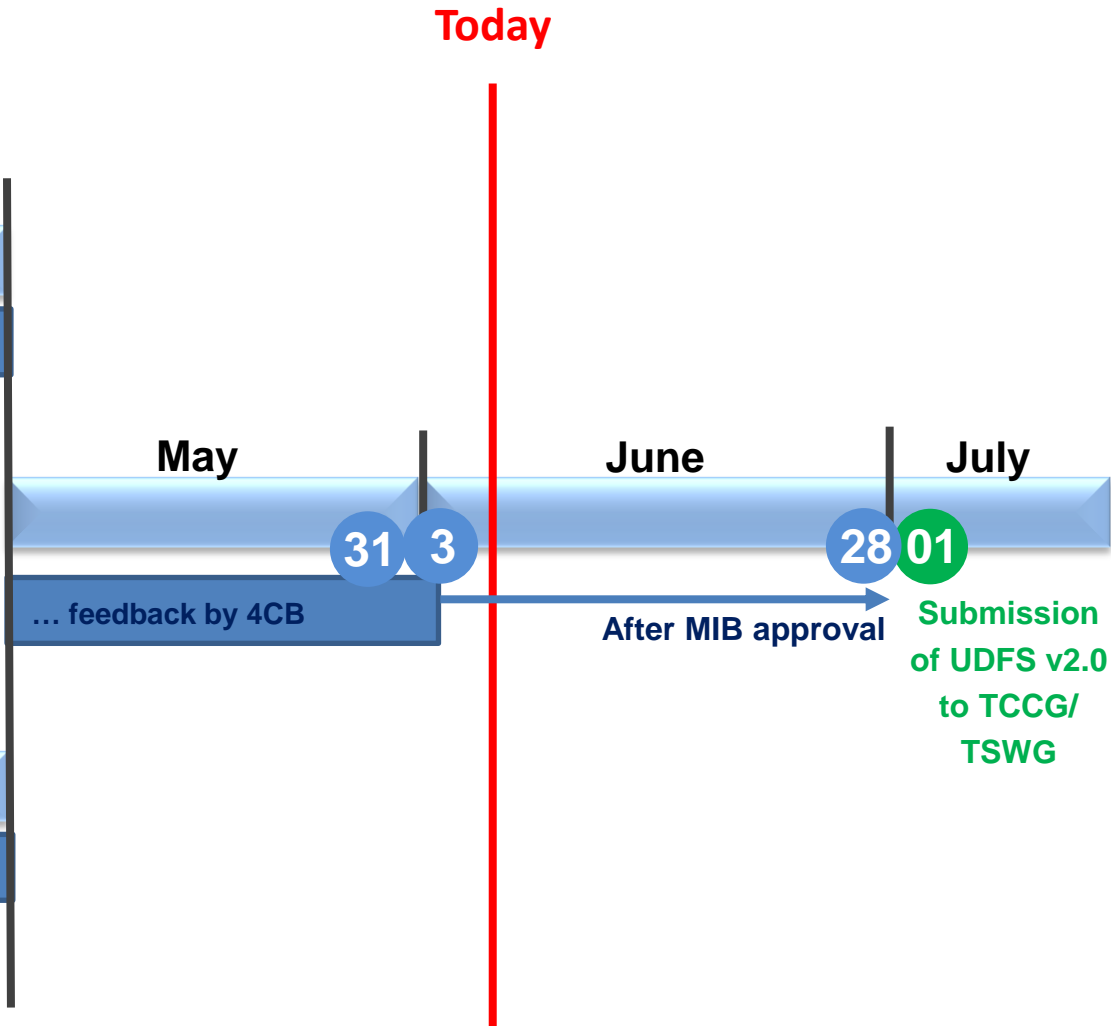 Today
May
June
July
31
3
28
01
… feedback by 4CB
After MIB approval
Submission
of UDFS v2.0
to TCCG/
TSWG